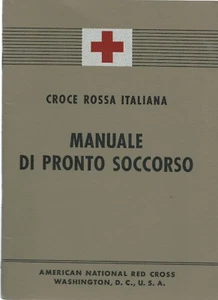 CROCE ROSSA ITALIANA
MANUALE
DI PRONTO SOCCORSO
AMERICAN NATIONAL RED CROSS
WASHINGTON, D. C., U. S. A.